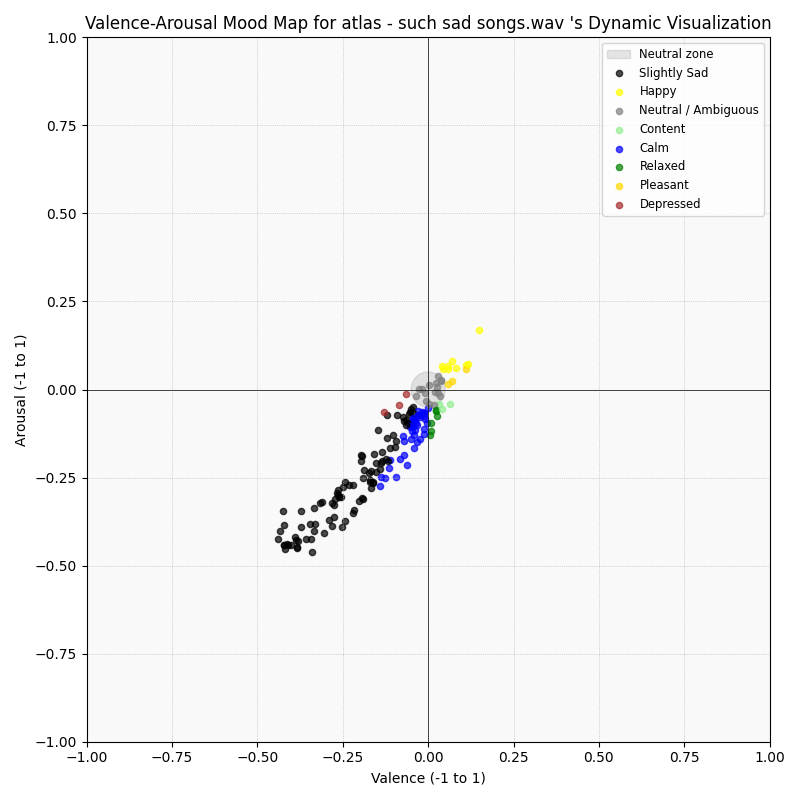 Valence-Arousal Mood Map for atlas - such sad songs.wav 's Dynamic Visualization
1.00
0.75
0.50
0.25
0.00
−0.25
−0.50
−0.75
−1.00
Arousal (-1 to 1)
Neutral zone
Slightly Sad
Happy
Neutral / Ambiguous
Content
Calm
Relaxed
Pleasant
Depressed
−1.00 −0.75 −0.50 −0.25 0.00 0.25 0.50 0.75 1.00
Valence (-1 to 1)